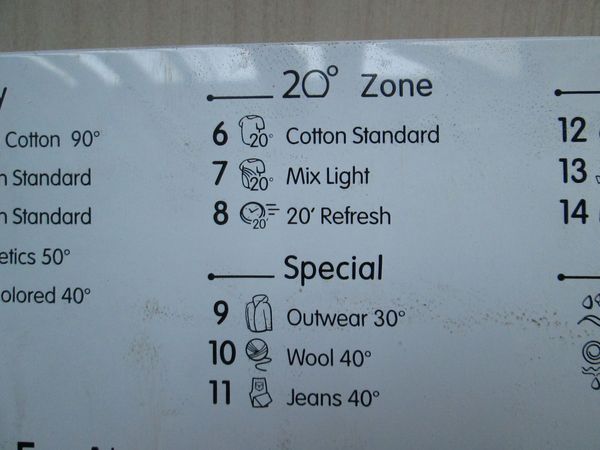 Cotton 90°
Standard
Standard
etics 50°
olored 40°
20° Zone
6 20° Cotton Standard
7 20° Mix Light
8 20' 20' Refresh
Special
9 Outwear 30°
10 Wool 40°
11 Jeans 40°
12
13
14